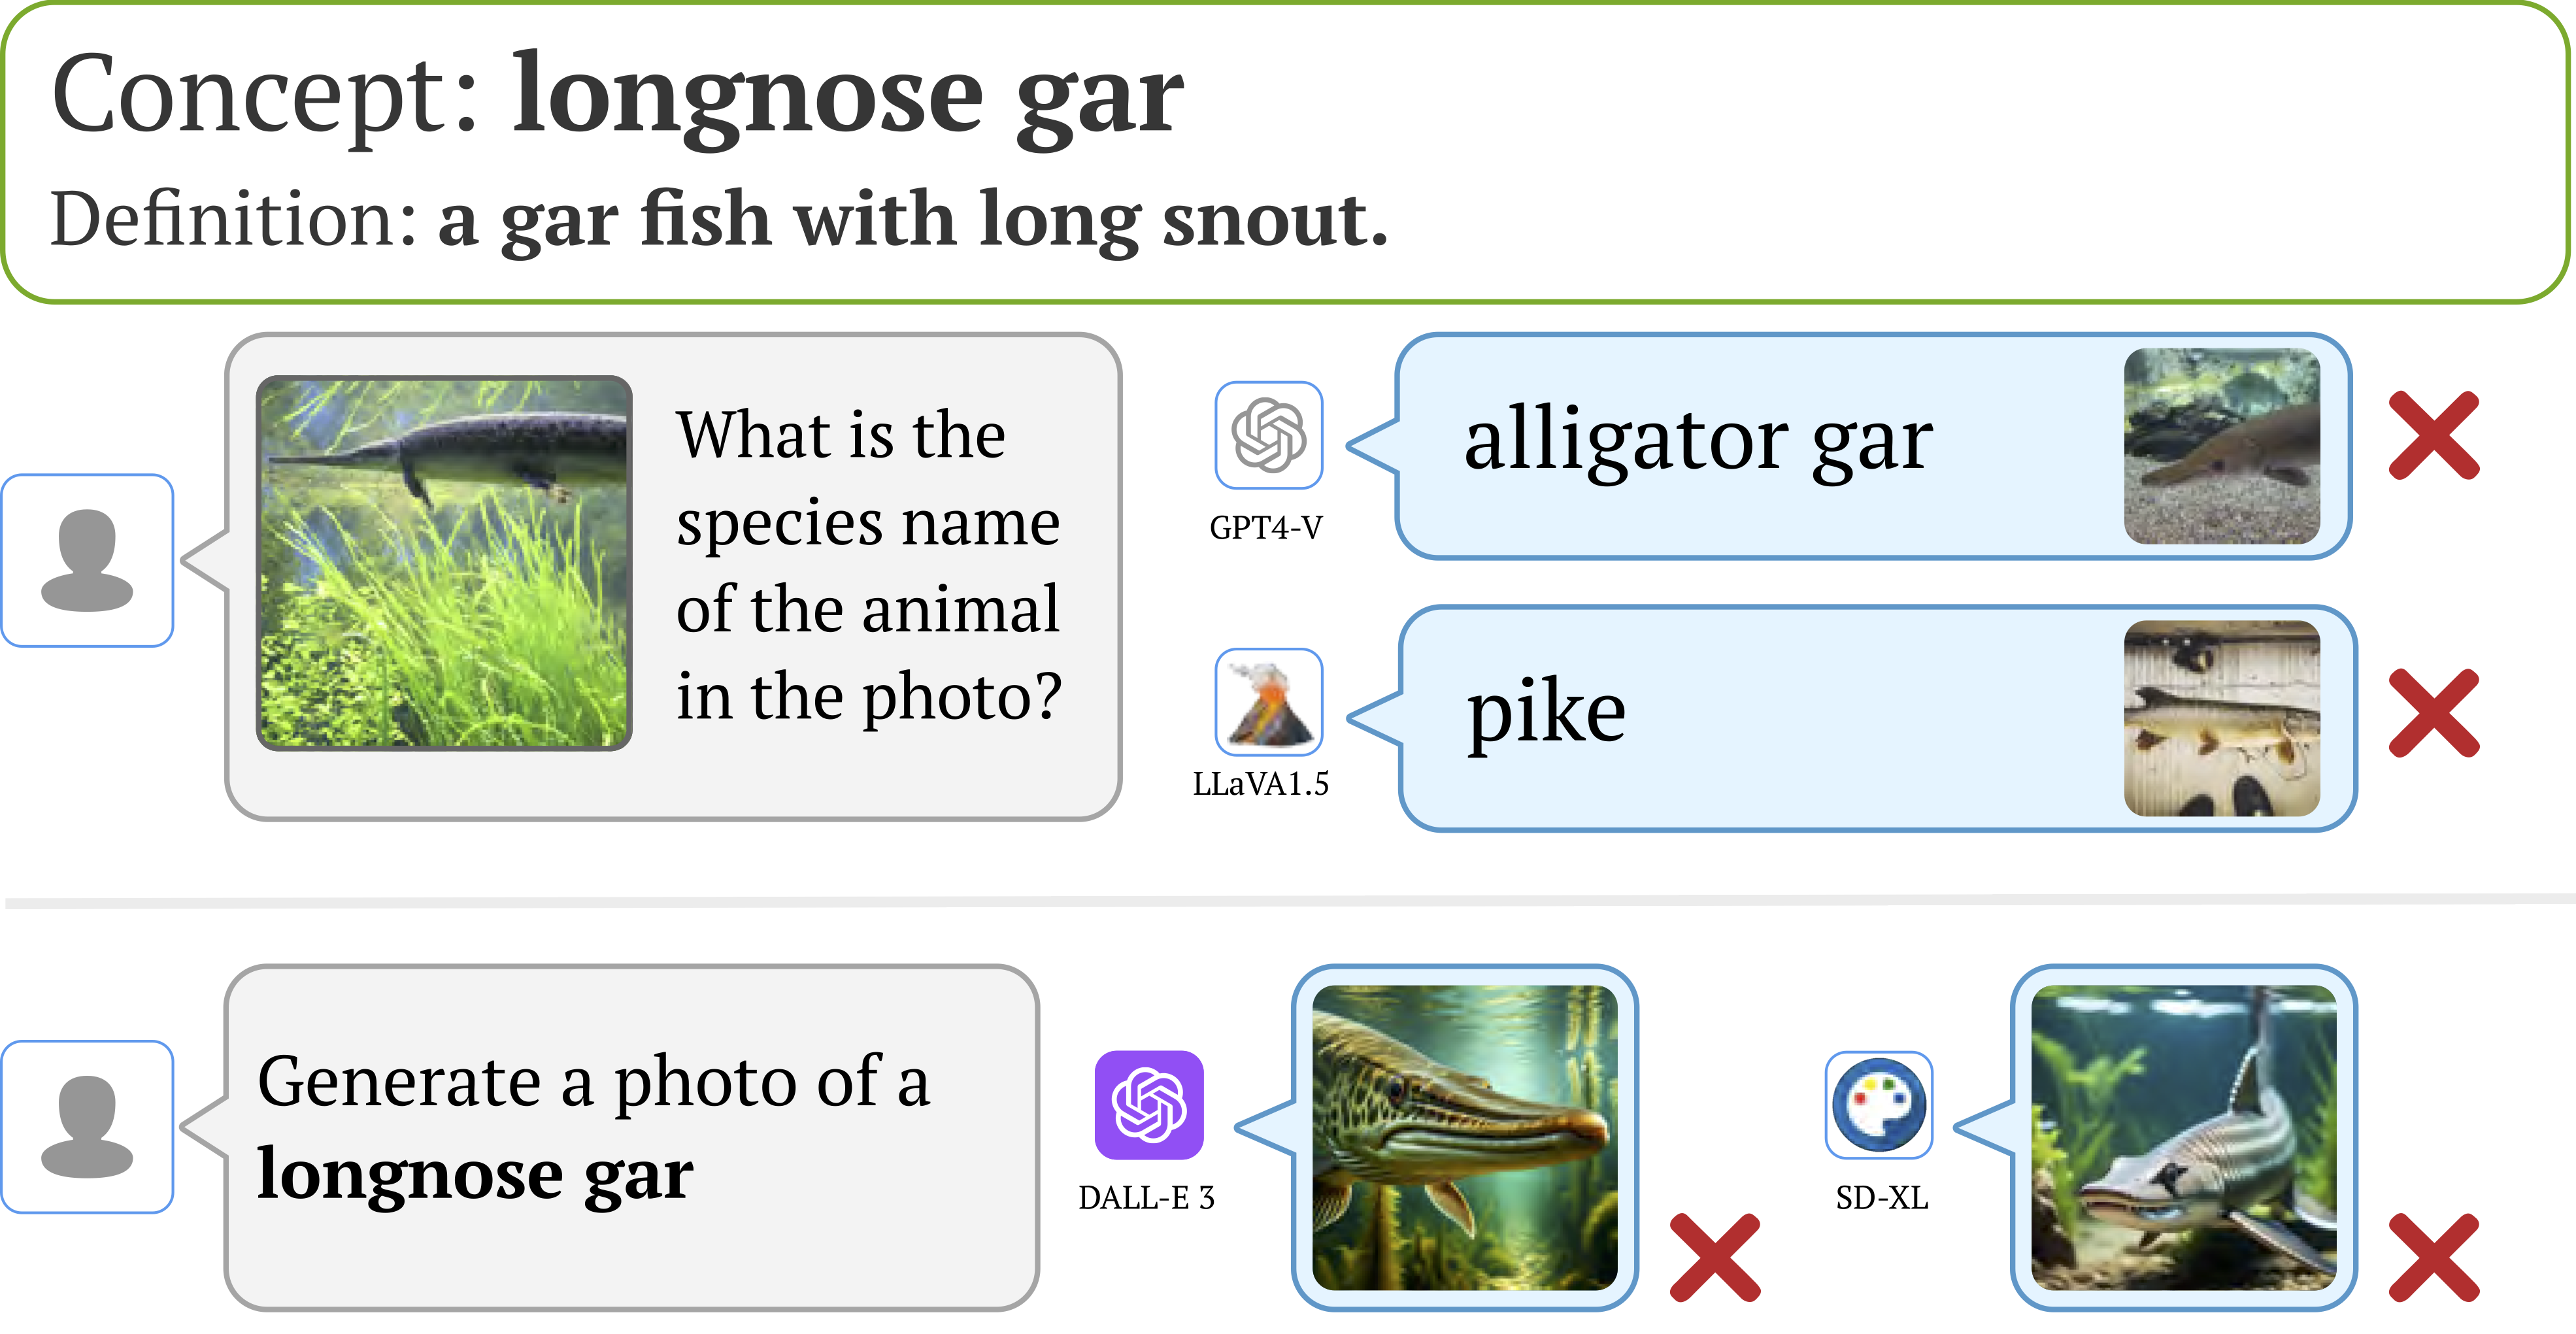 Concept: longnose gar
Definition: a gar fish with long snout.
What is the
species name
of the animal
in the photo?
GPT4-V
alligator gar
LLaVA1.5
pike
Generate a photo of a
longnose gar
DALL-E 3
SD-XL